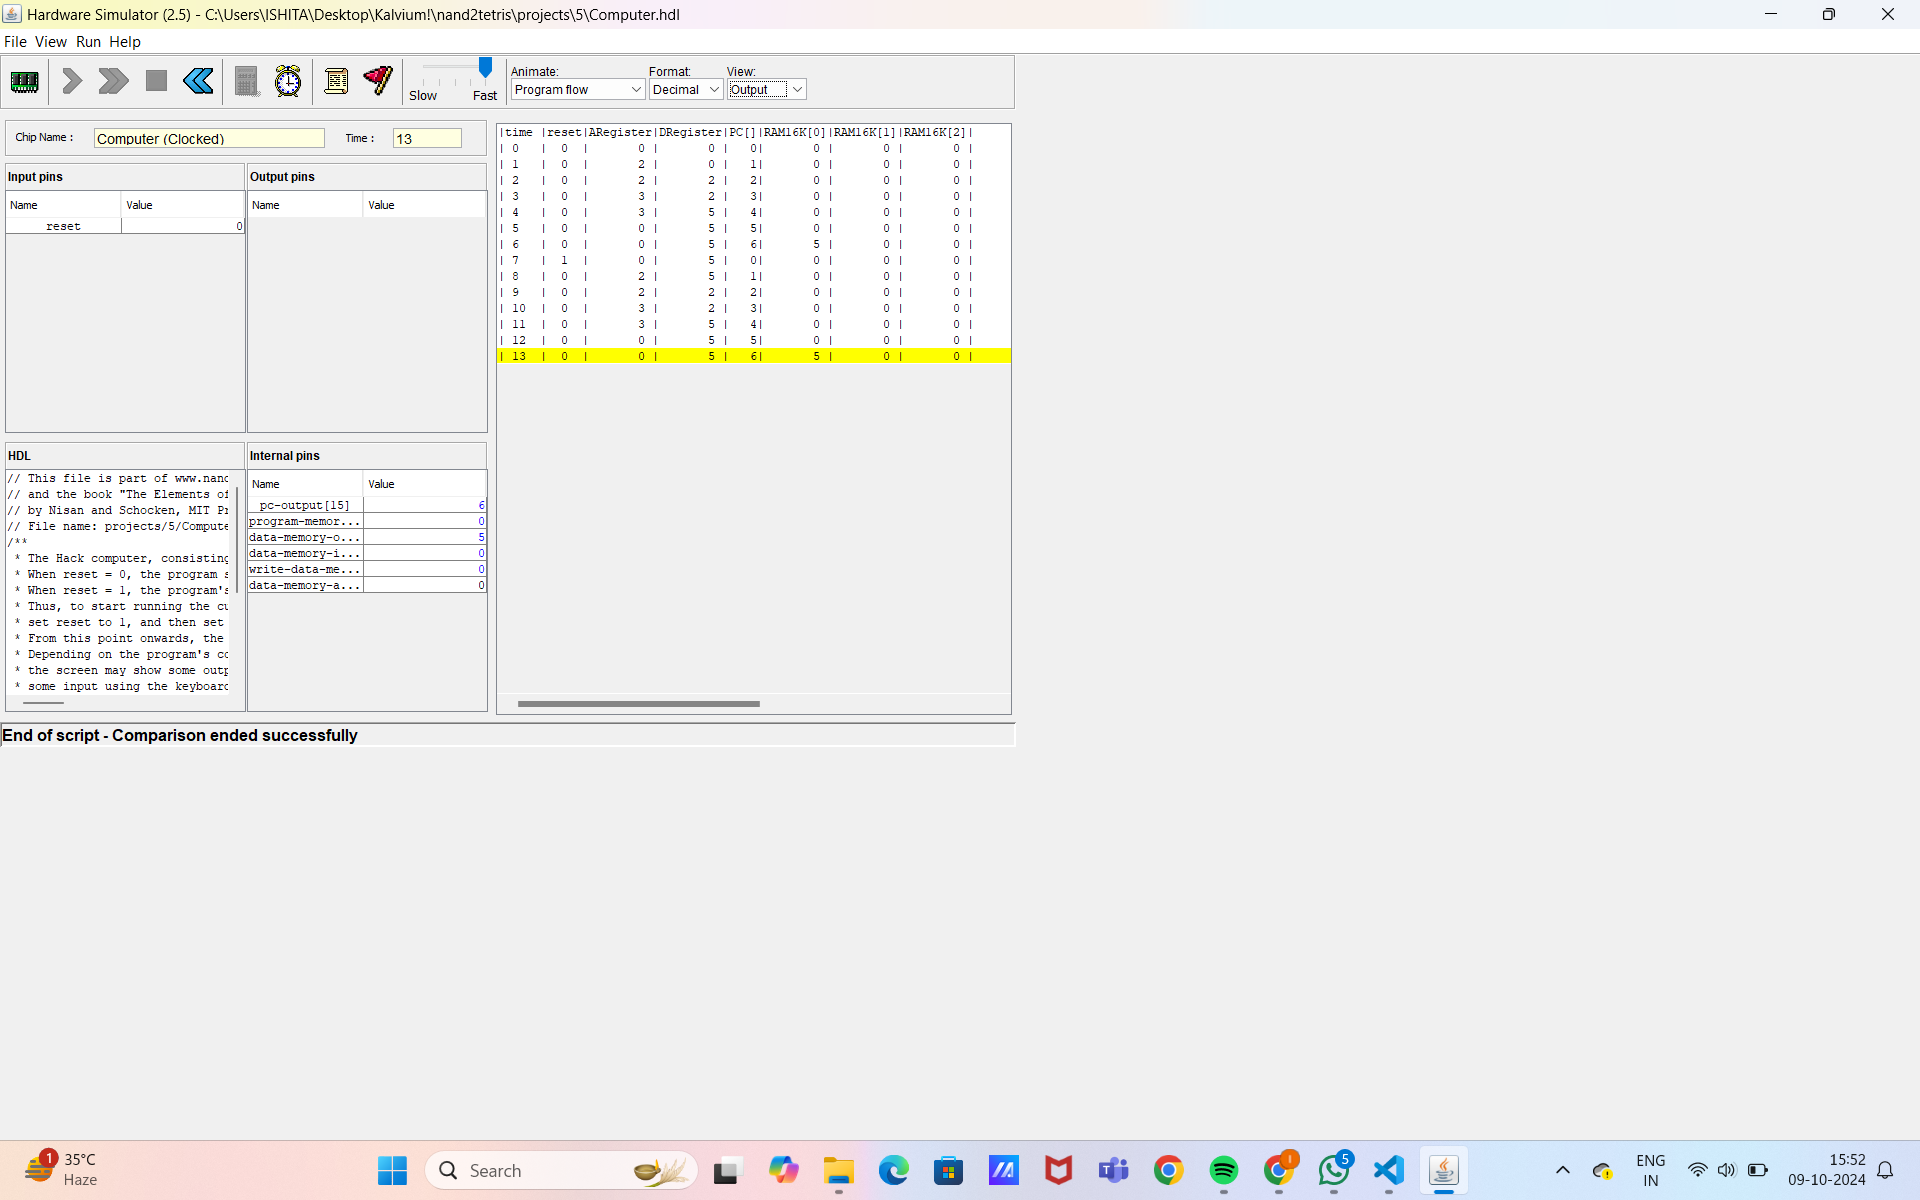 Hardware Simulator (2.5) - C:\Users\ISHITA\Desktop\Kalvium!\nand2tetris\projects\5\Computer.hdl
File View Run Help
Slow Fast
Animate: Format: View:
Program flow Decimal Output
Chip Name : Computer (Clocked) Time : 13
Input pins
Name Value
reset 0
Output pins
Name Value
HDL
// This file is part of www.nand
// and the book "The Elements of
// by Nisan and Schocken, MIT Pr
// File name: projects/5/Compute
/**
* The Hack computer, consisting
* When reset = 0, the program s
* When reset = 1, the program's
* Thus, to start running the cu
* set reset to 1, and then set
* From this point onwards, the
* Depending on the program's co
* the screen may show some outp
* some input using the keyboard
Internal pins
Name Value
pc-output[15] 6
program-memor... 0
data-memory-o... 5
data-memory-i... 0
write-data-me... 0
data-memory-a... 0
|time |reset|ARegister|DRegister|PC[]|RAM16K[0]|RAM16K[1]|RAM16K[2]|
| 0 | 0 | 0 | 0 | 0| 0 | 0 | 0 |
| 1 | 0 | 2 | 0 | 1| 0 | 0 | 0 |
| 2 | 0 | 2 | 2 | 2| 0 | 0 | 0 |
| 3 | 0 | 3 | 2 | 3| 0 | 0 | 0 |
| 4 | 0 | 3 | 5 | 4| 0 | 0 | 0 |
| 5 | 0 | 0 | 5 | 5| 0 | 0 | 0 |
| 6 | 0 | 0 | 5 | 6| 5 | 0 | 0 |
| 7 | 1 | 0 | 5 | 0| 0 | 0 | 0 |
| 8 | 0 | 2 | 5 | 1| 0 | 0 | 0 |
| 9 | 0 | 2 | 2 | 2| 0 | 0 | 0 |
| 10 | 0 | 3 | 2 | 3| 0 | 0 | 0 |
| 11 | 0 | 3 | 5 | 4| 0 | 0 | 0 |
| 12 | 0 | 0 | 5 | 5| 0 | 0 | 0 |
| 13 | 0 | 0 | 5 | 6| 5 | 0 | 0 |
End of script - Comparison ended successfully
1
35°C
Haze
Search
5
ENG
IN
15:52
09-10-2024